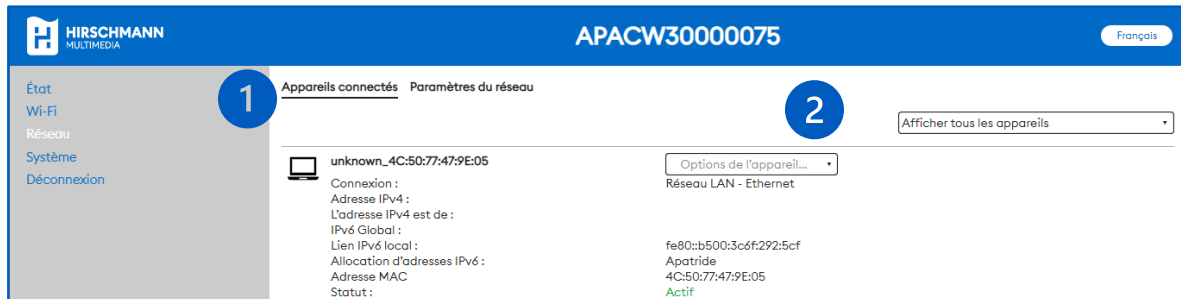 HIRSCHMANN
MULTIMEDIA
APACW30000075
Français
État
Wi-Fi
Réseau
Système
Déconnexion
1
Appareils connectés Paramètres du réseau
2
Afficher tous les appareils
unknown_4C:50:77:47:9E:05 Options de l'appareil...
Connexion : Réseau LAN - Ethernet
Adresse IPv4 :
L'adresse IPv4 est de :
IPv6 Global :
Lien IPv6 local : fe80::b500:3c6f:292:5cf
Allocation d'adresses IPv6 : Apatride
Adresse MAC 4C:50:77:47:9E:05
Statut : Actif